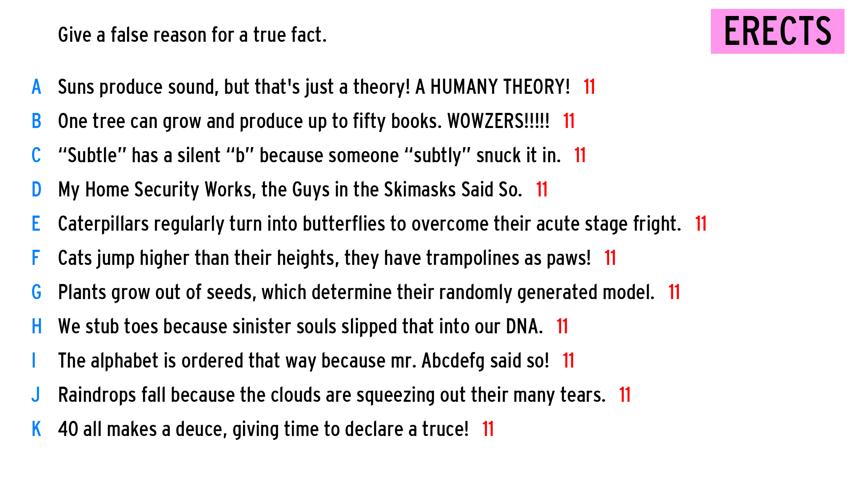 Give a false reason for a true fact.
ERECTS
A Suns produce sound, but that's just a theory! A HUMANY THEORY! 11
B One tree can grow and produce up to fifty books. WOWZERS!!!!! 11
C “Subtle” has a silent “b” because someone “subtly” snuck it in. 11
D My Home Security Works, the Guys in the Skimasks Said So. 11
E Caterpillars regularly turn into butterflies to overcome their acute stage fright. 11
F Cats jump higher than their heights, they have trampolines as paws! 11
G Plants grow out of seeds, which determine their randomly generated model. 11
H We stub toes because sinister souls slipped that into our DNA. 11
I The alphabet is ordered that way because mr. Abcdefg said so! 11
J Raindrops fall because the clouds are squeezing out their many tears. 11
K 40 all makes a deuce, giving time to declare a truce! 11